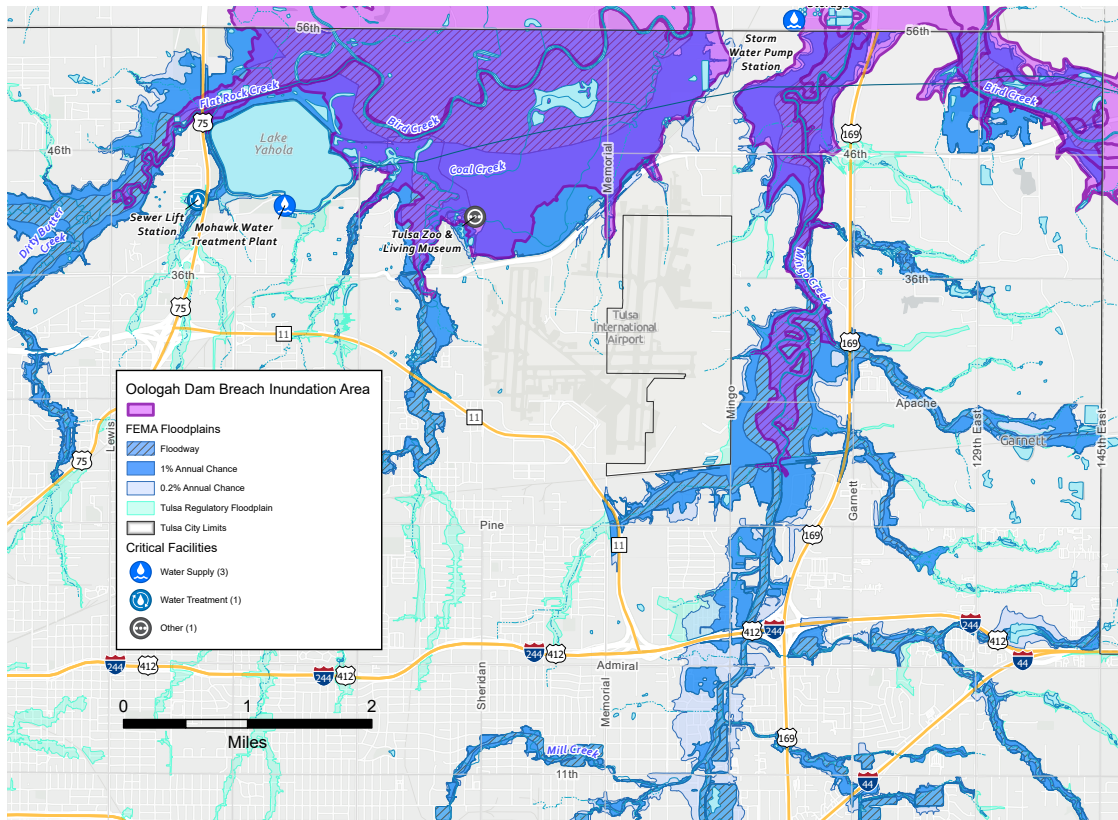 56th
56th
Storm
Water Pump
Station
Flat Rock Creek
75
Bird Creek
Bird Creek
Lake
Yahola
169
46th
46th
Coal Creek
Memorial
Dirty Butter
Creek
Sewer Lift
Station
Mohawk Water
Treatment Plant
Tulsa Zoo &
Living Museum
36th
36th
Mingo Creek
75
11
Tulsa
International
Airport
169
Oologah Dam Breach Inundation Area
FEMA Floodplains
Floodway
1% Annual Chance
0.2% Annual Chance
Tulsa Regulatory Floodplain
Tulsa City Limits
Critical Facilities
Water Supply (3)
Water Treatment (1)
Other (1)
Lewis
75
11
Mingo
Apache
Garnett
129th East
145th East
Garnett
Pine
11
169
412
244
244
412
44
244
412
244
412
244
412
Admiral
Sheridan
Memorial
0
1
2
Miles
169
Mill Creek
11th
44